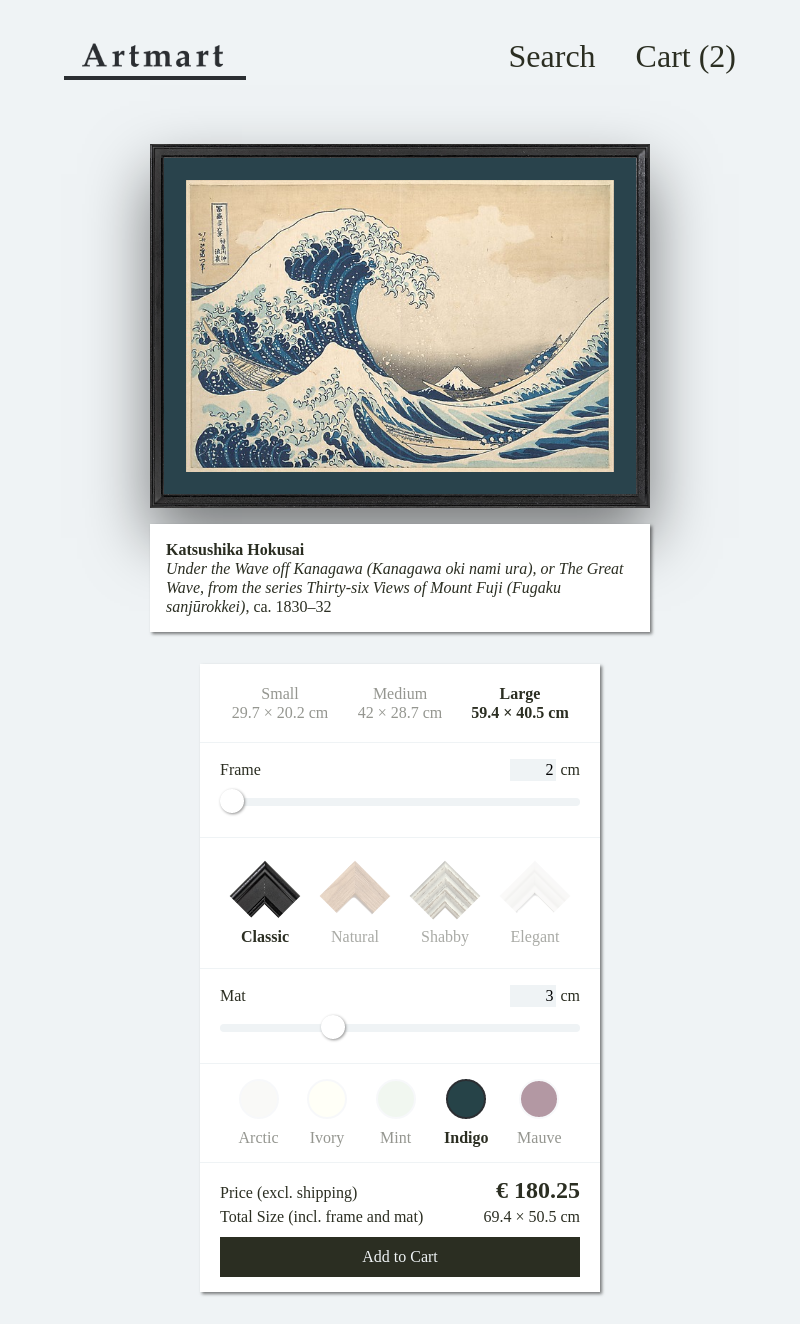 Artmart
Search
Cart (2)
Katsushika Hokusai
Under the Wave off Kanagawa (Kanagawa oki nami ura), or The Great
Wave, from the series Thirty-six Views of Mount Fuji (Fugaku
sanjūrokkei), ca. 1830–32
Small
29.7 × 20.2 cm
Medium
42 × 28.7 cm
Large
59.4 × 40.5 cm
Frame
2 cm
Classic
Natural
Shabby
Elegant
Mat
3 cm
Arctic
Ivory
Mint
Indigo
Mauve
Price (excl. shipping)
€ 180.25
Total Size (incl. frame and mat)
69.4 × 50.5 cm
Add to Cart